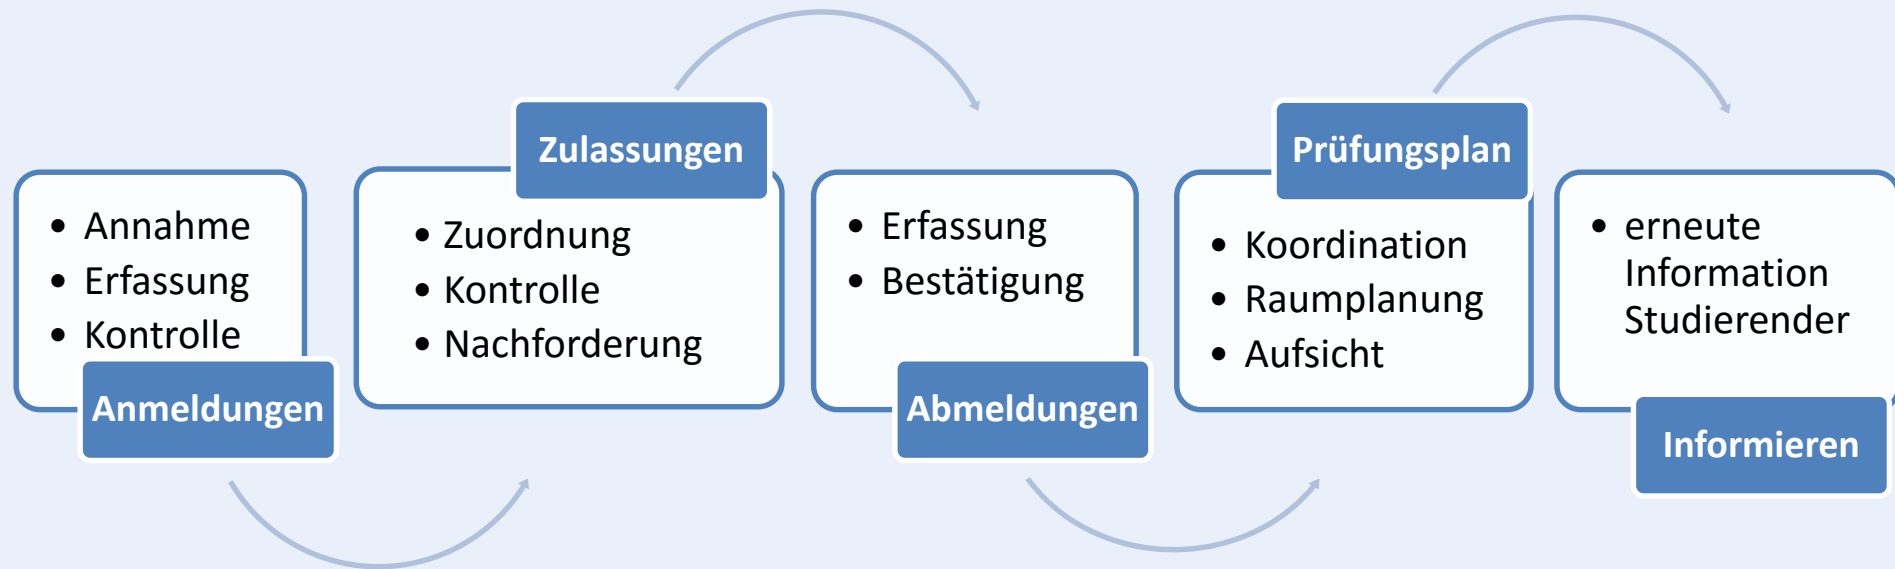 • Annahme
• Erfassung
• Kontrolle
Anmeldungen
Zulassungen
• Zuordnung
• Kontrolle
• Nachforderung
• Erfassung
• Bestätigung
Abmeldungen
Prüfungsplan
• Koordination
• Raumplanung
• Aufsicht
• erneute
Information
Studierender
Informieren